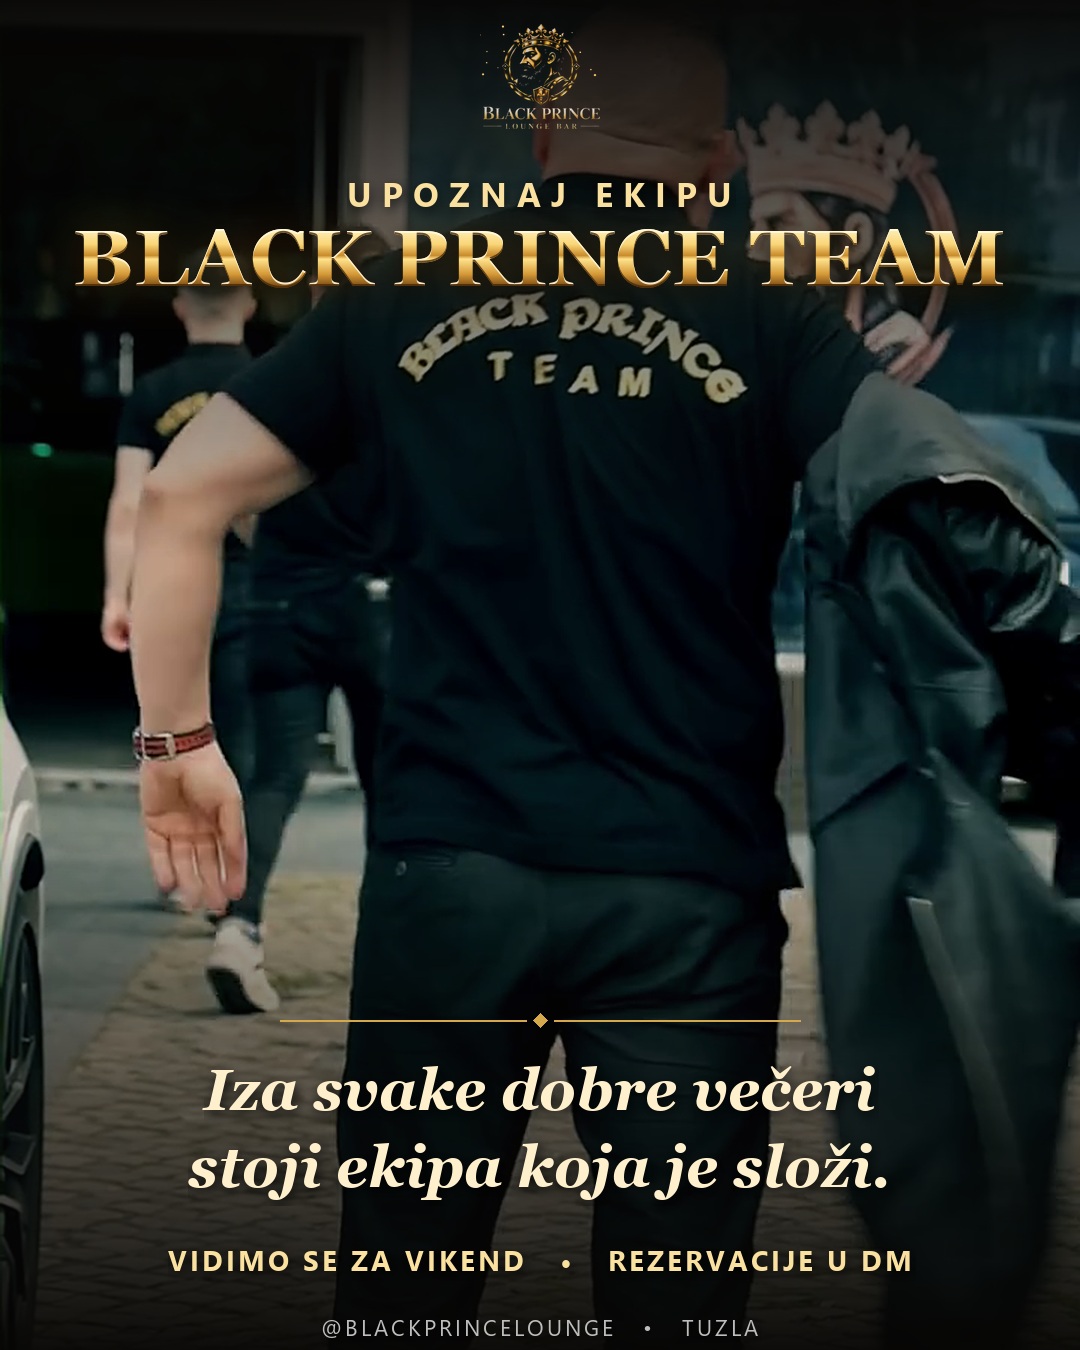 BLACK PRINCE
LOUNGE BAR
UPOZNAJ EKIPU
BLACK PRINCE TEAM
BLACK PRINCE
TEAM
Iza svake dobre večeri
stoji ekipa koja je složi.
VIDIMO SE ZA VIKEND • REZERVACIJE U DM
@BLACKPRINCELOUNGE • TUZLA